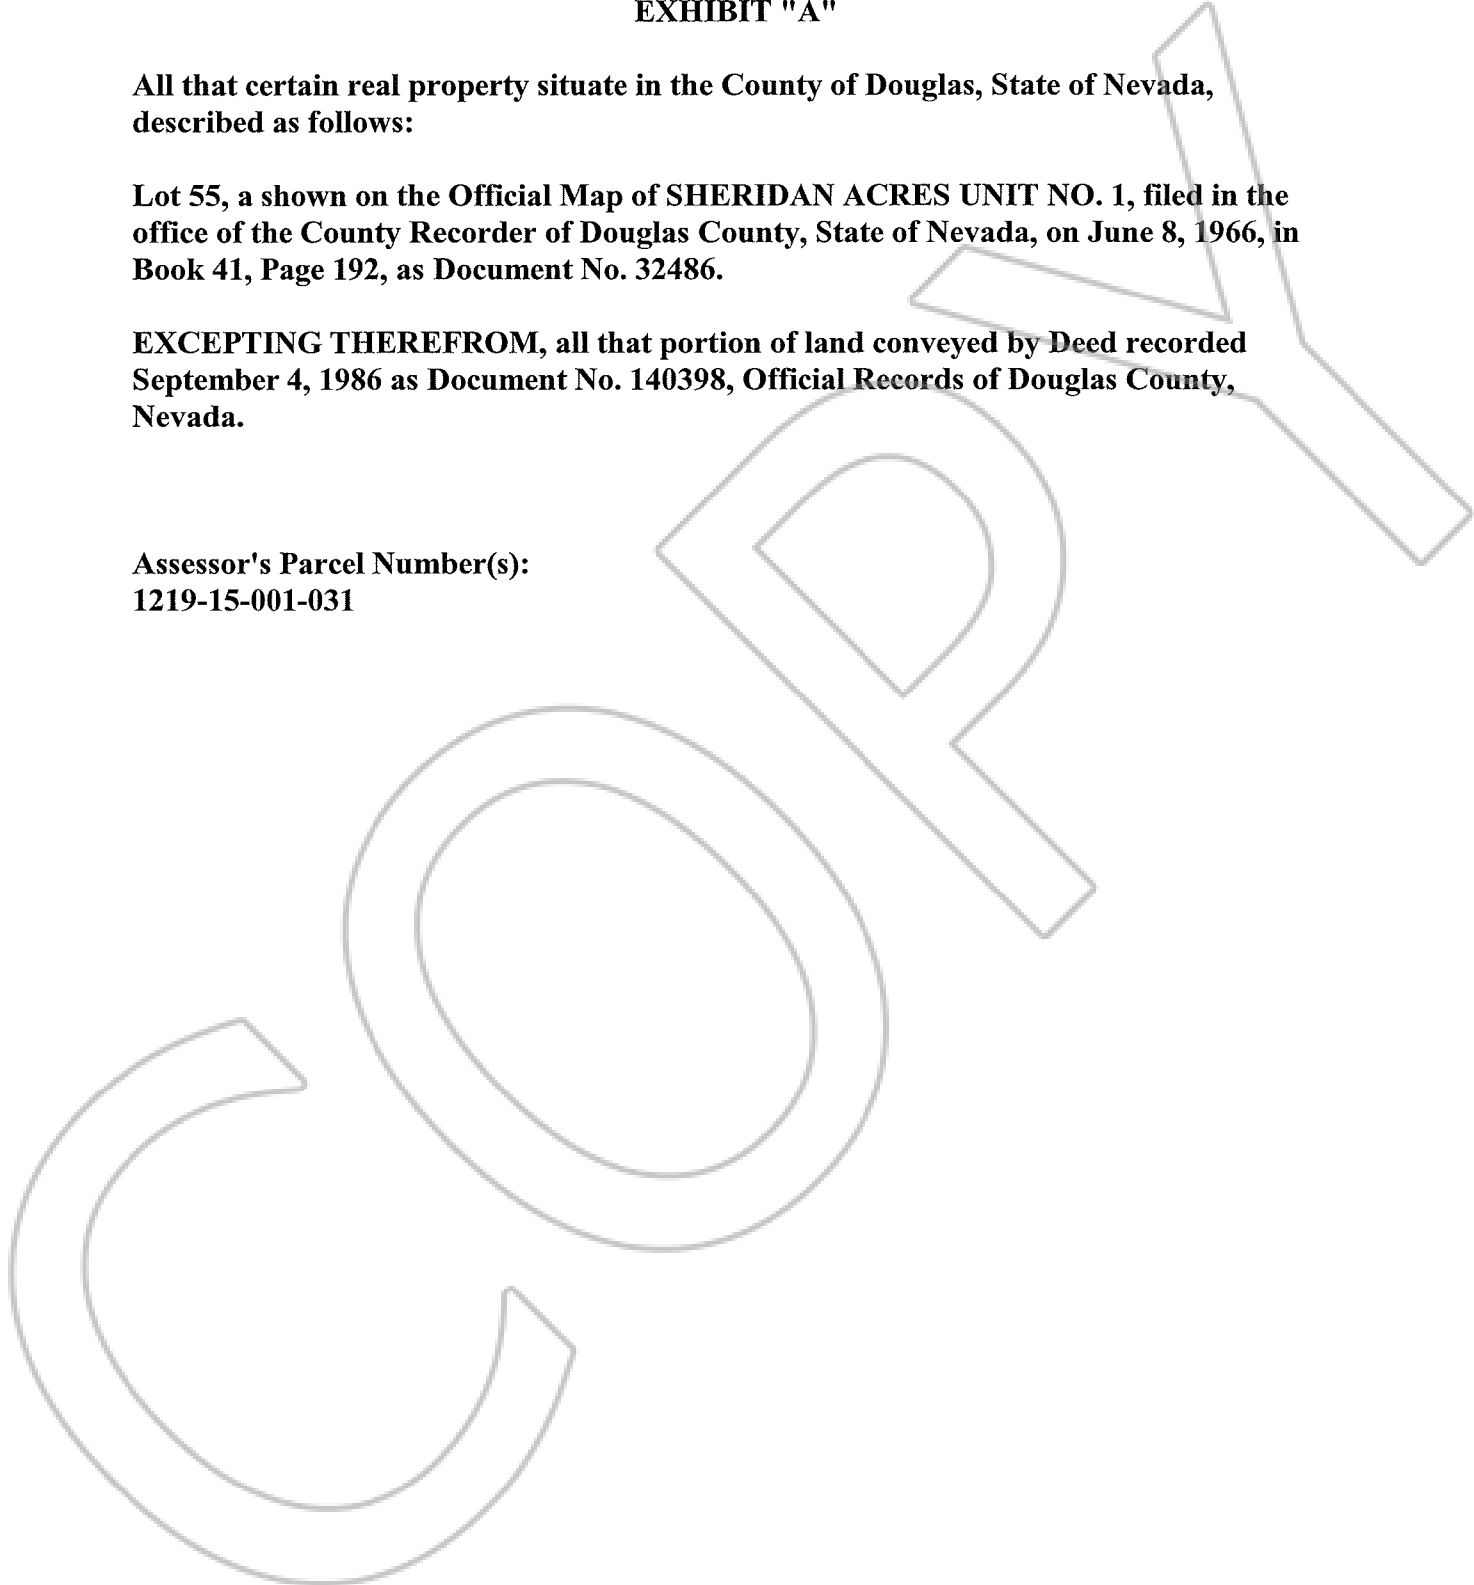 EXHIBIT "A"
All that certain real property situate in the County of Douglas, State of Nevada,
described as follows:
Lot 55, a shown on the Official Map of SHERIDAN ACRES UNIT NO. 1, filed in the
office of the County Recorder of Douglas County, State of Nevada, on June 8, 1966, in
Book 41, Page 192, as Document No. 32486.
EXCEPTING THEREFROM, all that portion of land conveyed by Deed recorded
September 4, 1986 as Document No. 140398, Official Records of Douglas County,
Nevada.
Assessor's Parcel Number(s):
1219-15-001-031
COPY